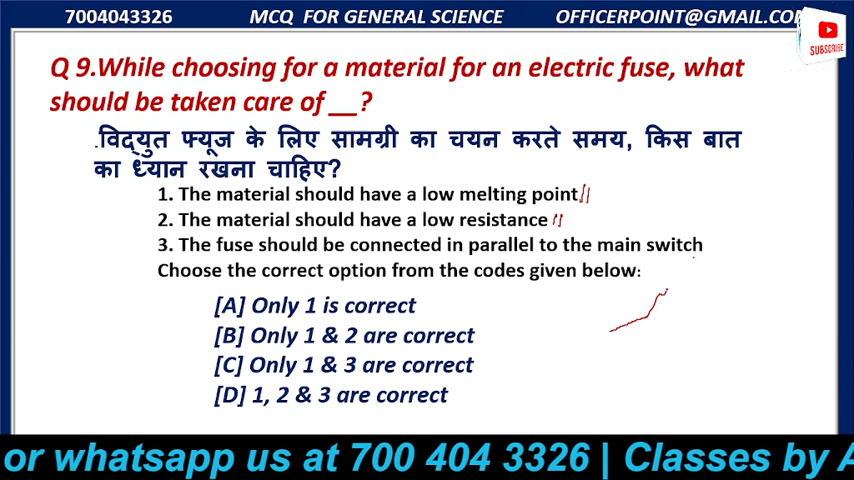 7004043326 MCQ FOR GENERAL SCIENCE OFFICERPOINT@GMAIL.CO
SUBSCRIBE
Q 9.While choosing for a material for an electric fuse, what
should be taken care of __?
.विद्युत फ्यूज के लिए सामग्री का चयन करते समय, किस बात
का ध्यान रखना चाहिए?
1. The material should have a low melting point
2. The material should have a low resistance
3. The fuse should be connected in parallel to the main switch
Choose the correct option from the codes given below:
[A] Only 1 is correct
[B] Only 1 & 2 are correct
[C] Only 1 & 3 are correct
[D] 1, 2 & 3 are correct
or whatsapp us at 700 404 3326 | Classes by A